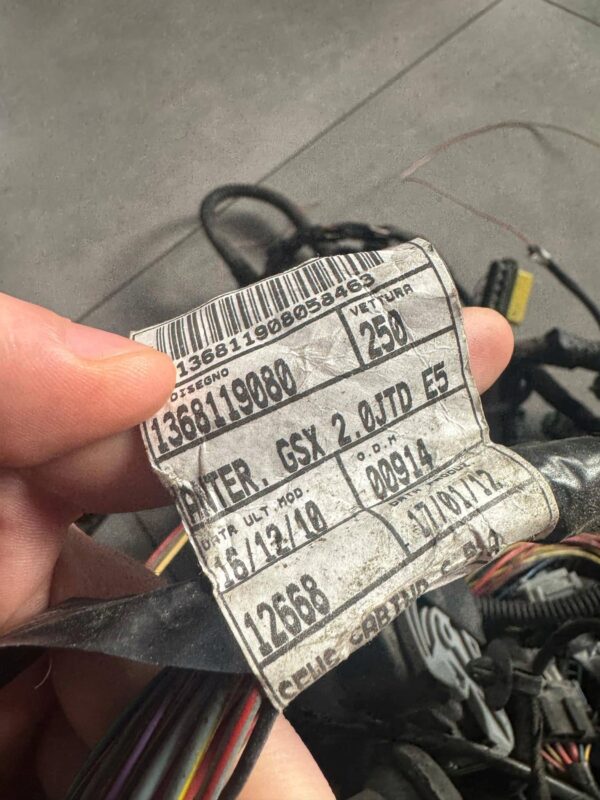 136811908058463
DISEGNO VETTURA
1368119080 250
ANTER. GSX 2.0JTD E5
DATA ULT.MOD. O.D.M
16/12/10 00914
12668 17/01/12